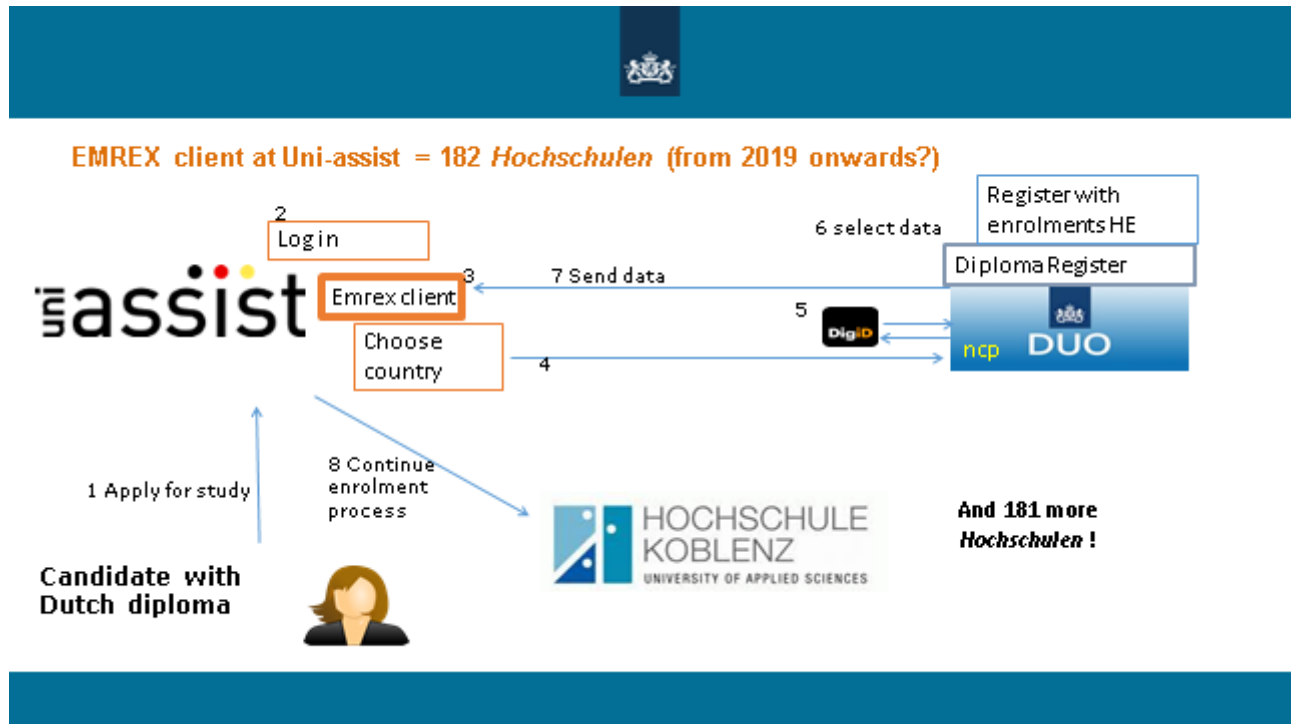 EMREX client at Uni-assist = 182 Hochschulen (from 2019 onwards?)
2
Log in
uni
assist
3
Emrex client
Choose
country
4
7 Send data
6 select data
5
DigiD
Register with
enrolments HE
Diploma Register
ncp
DUO
1 Apply for study
8 Continue
enrolment
process
Candidate with
Dutch diploma
HOCHSCHULE
KOBLENZ
UNIVERSITY OF APPLIED SCIENCES
And 181 more
Hochschulen !